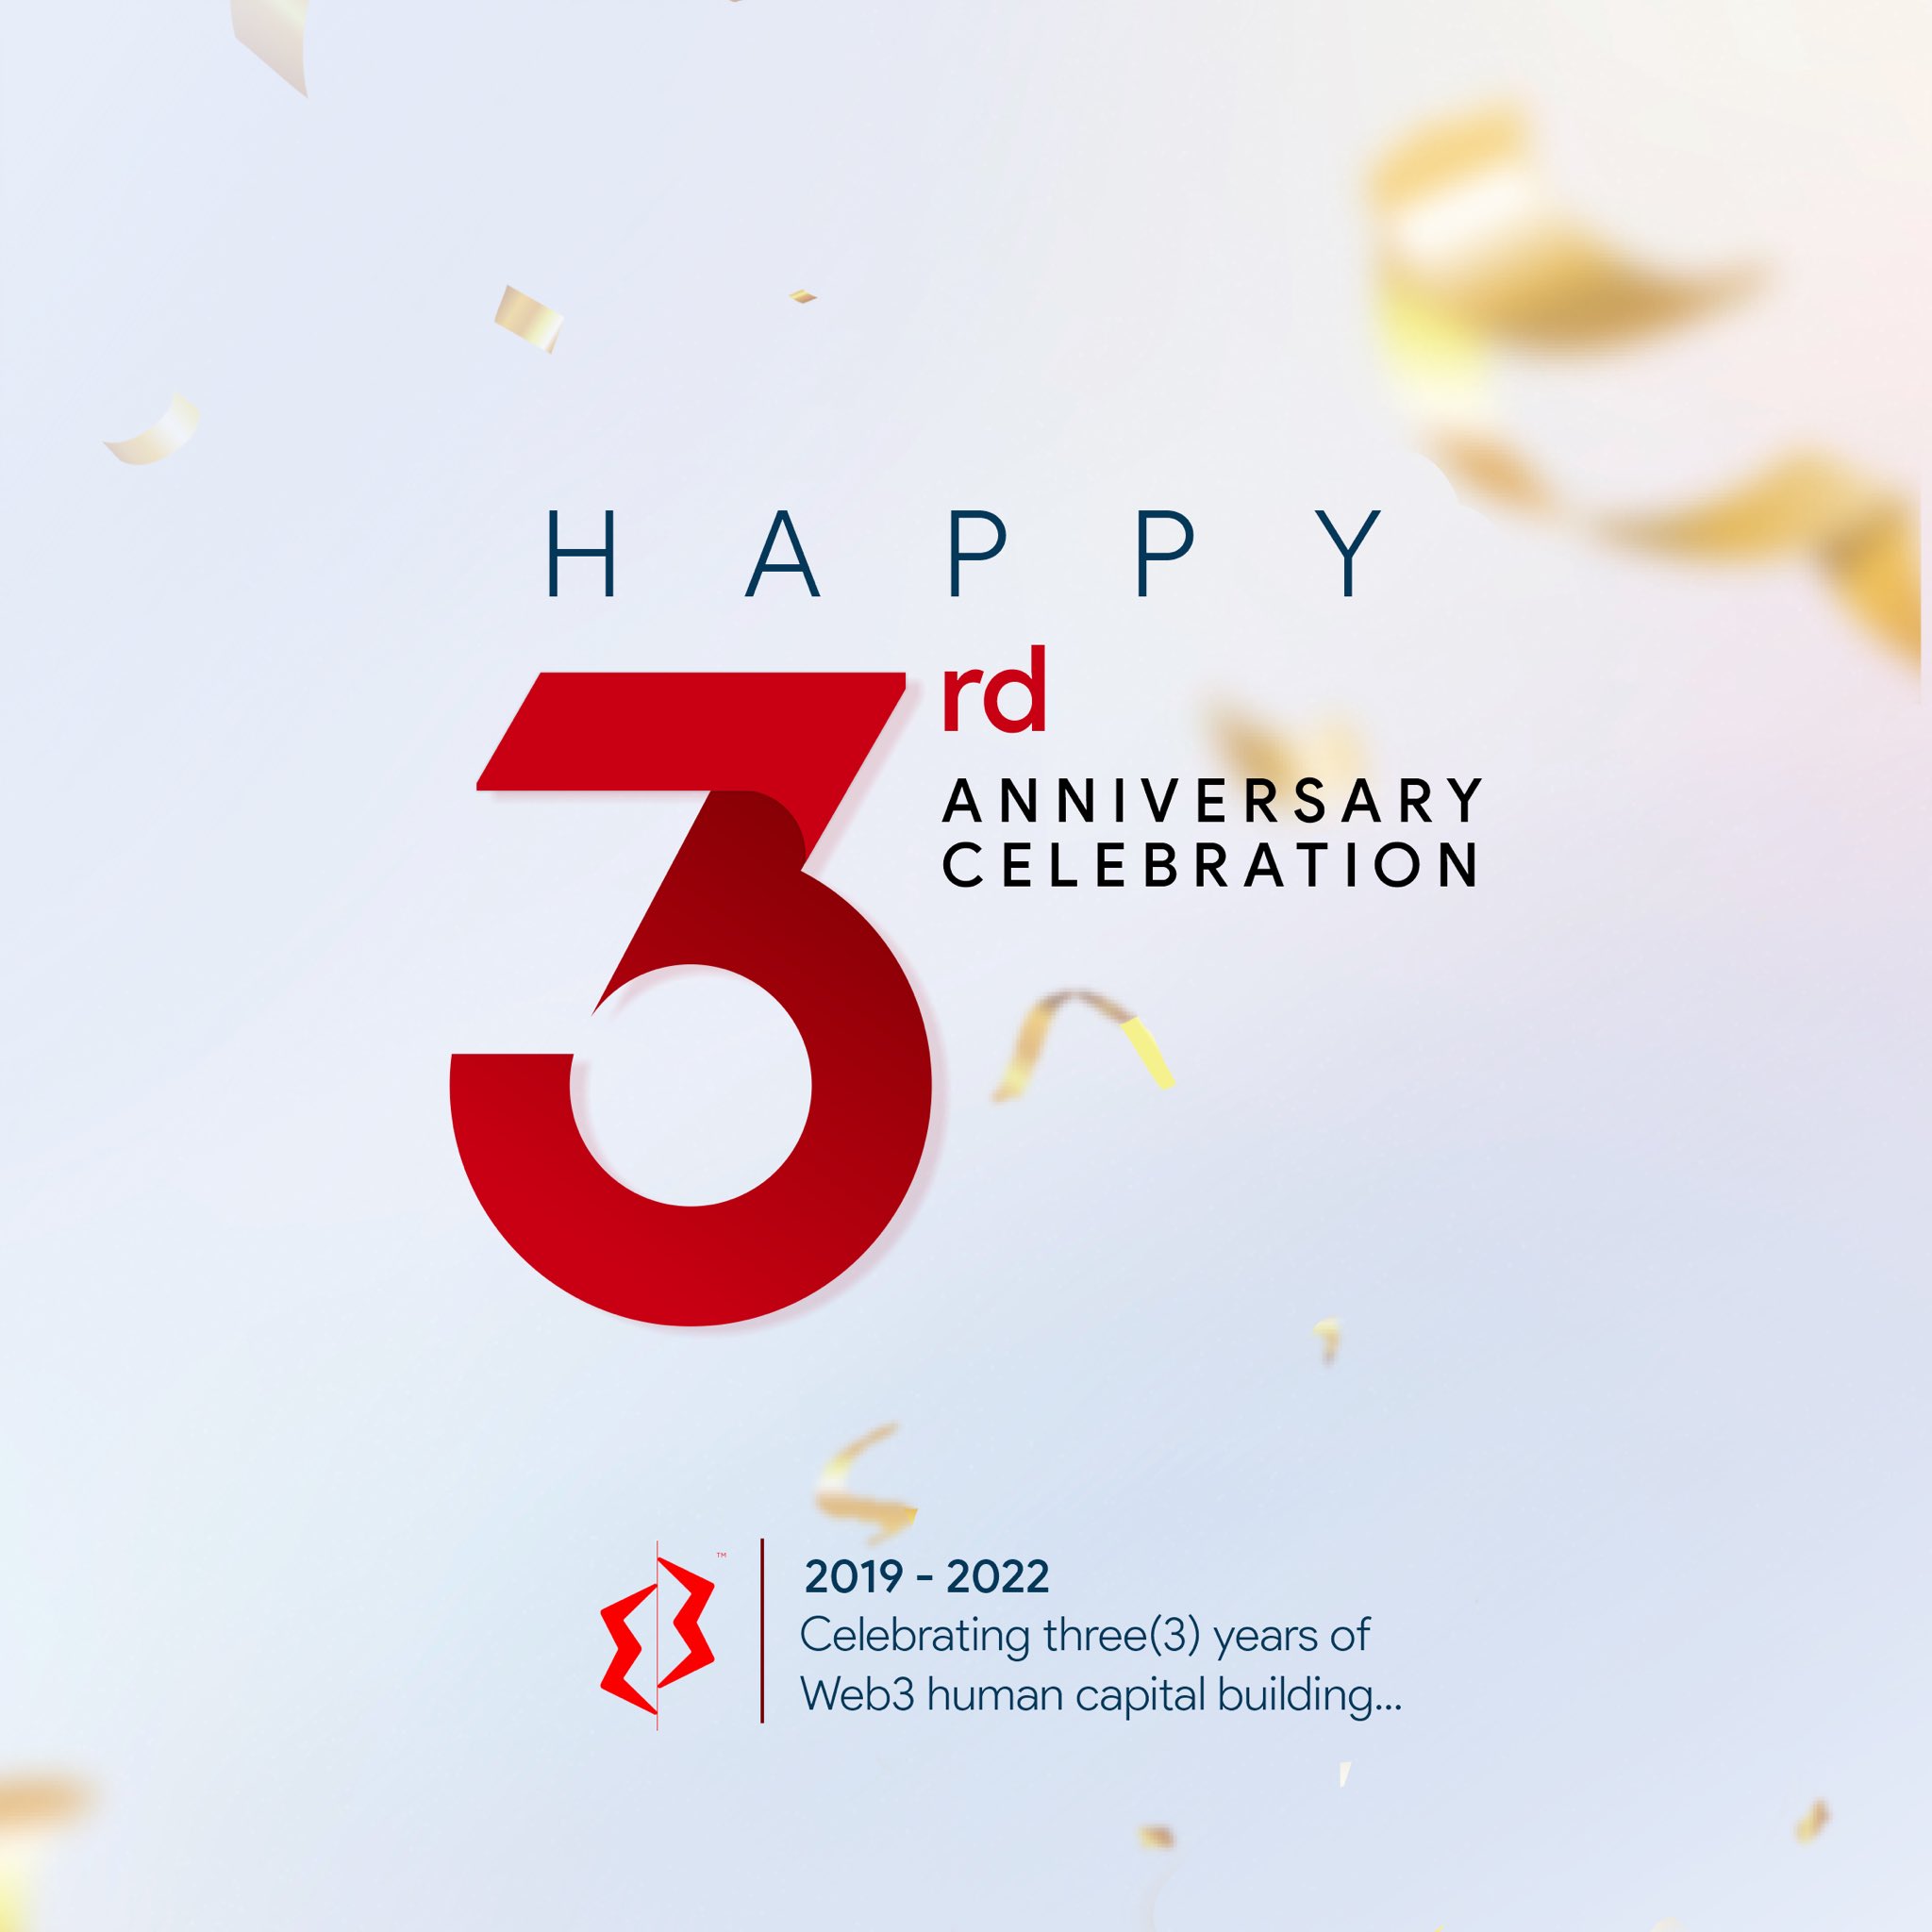 HAPPY
3rd
ANNIVERSARY
CELEBRATION
™
2019 - 2022
Celebrating three(3) years of
Web3 human capital building...